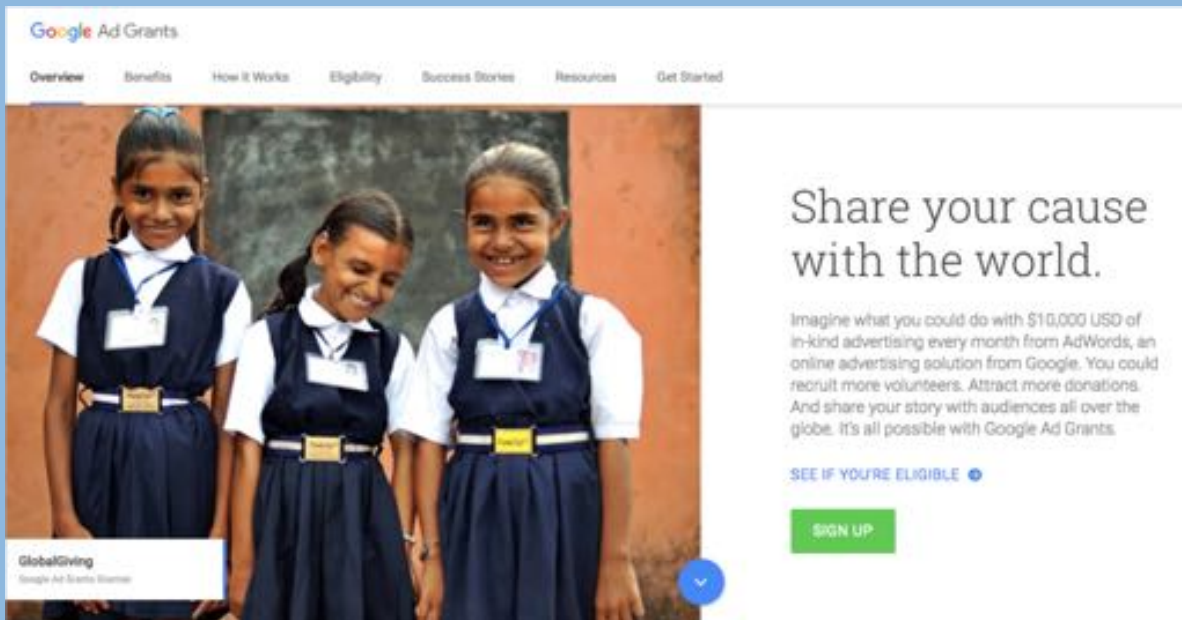 Google Ad Grants
Overview Benefits How it Works Eligibility Success Stories Resources Get Started
Share your cause
with the world.
Imagine what you could do with $10,000 USD of
in-kind advertising every month from AdWords, an
online advertising solution from Google. You could
recruit more volunteers. Attract more donations.
And share your story with audiences all over the
globe. It's all possible with Google Ad Grants.
SEE IF YOU'RE ELIGIBLE
SIGN UP
GlobalGiving
Google Ad Grants Grantee